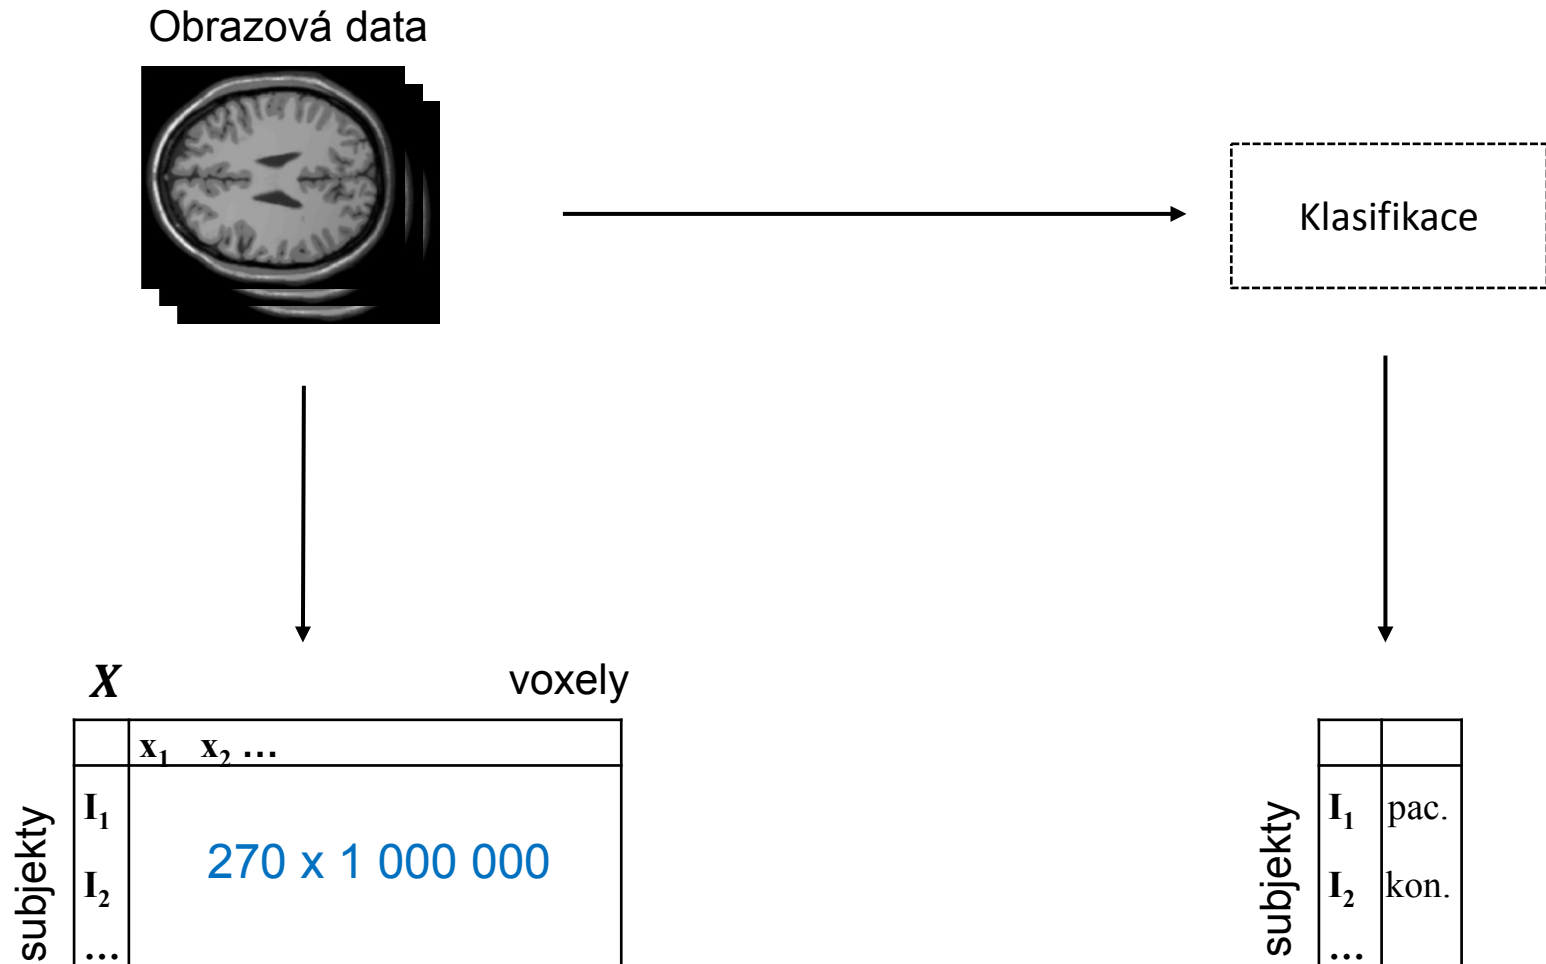 Obrazová data
Klasifikace
X voxely
x1 x2 …
subjekty
I1
270 x 1 000 000
I2
…
subjekty
I1 pac.
I2 kon.
…